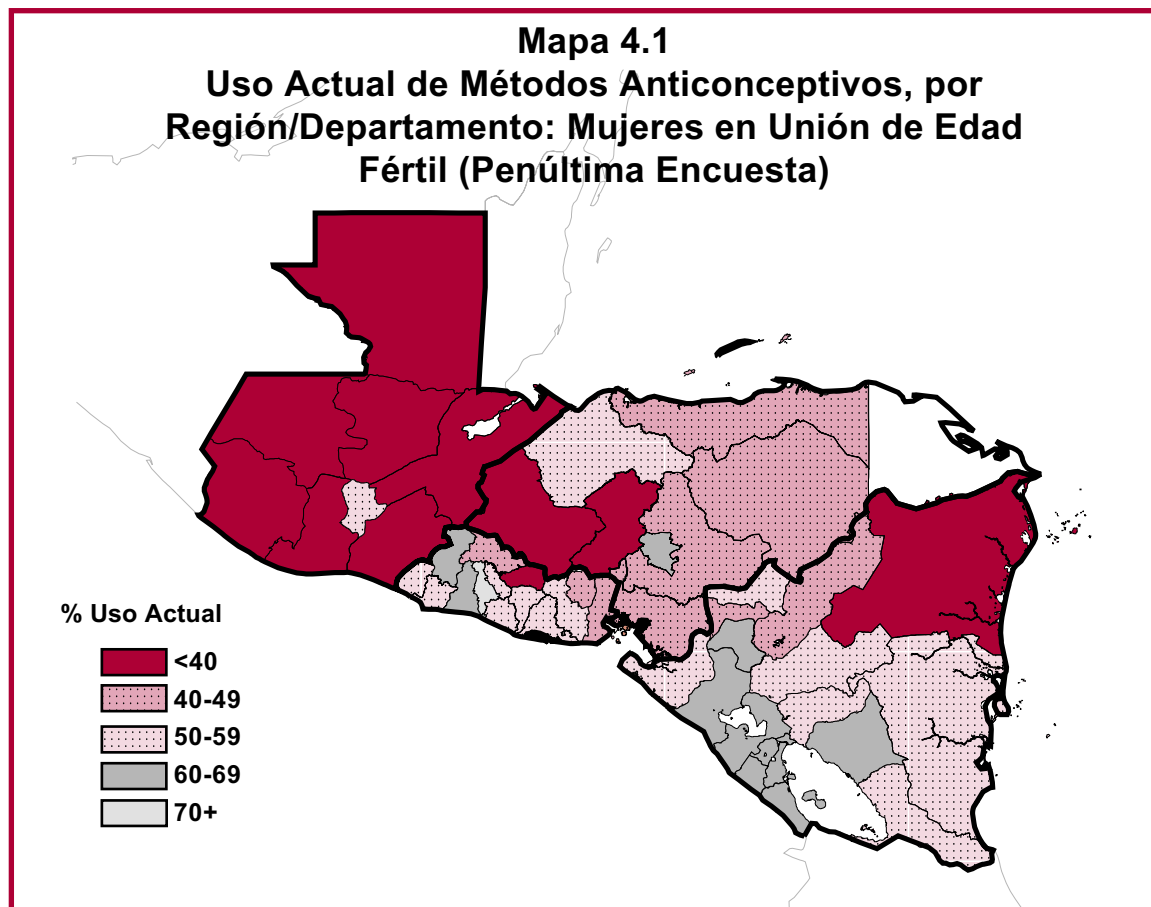 Mapa 4.1
Uso Actual de Métodos Anticonceptivos, por
Región/Departamento: Mujeres en Unión de Edad
Fértil (Penúltima Encuesta)
% Uso Actual
<40
40-49
50-59
60-69
70+